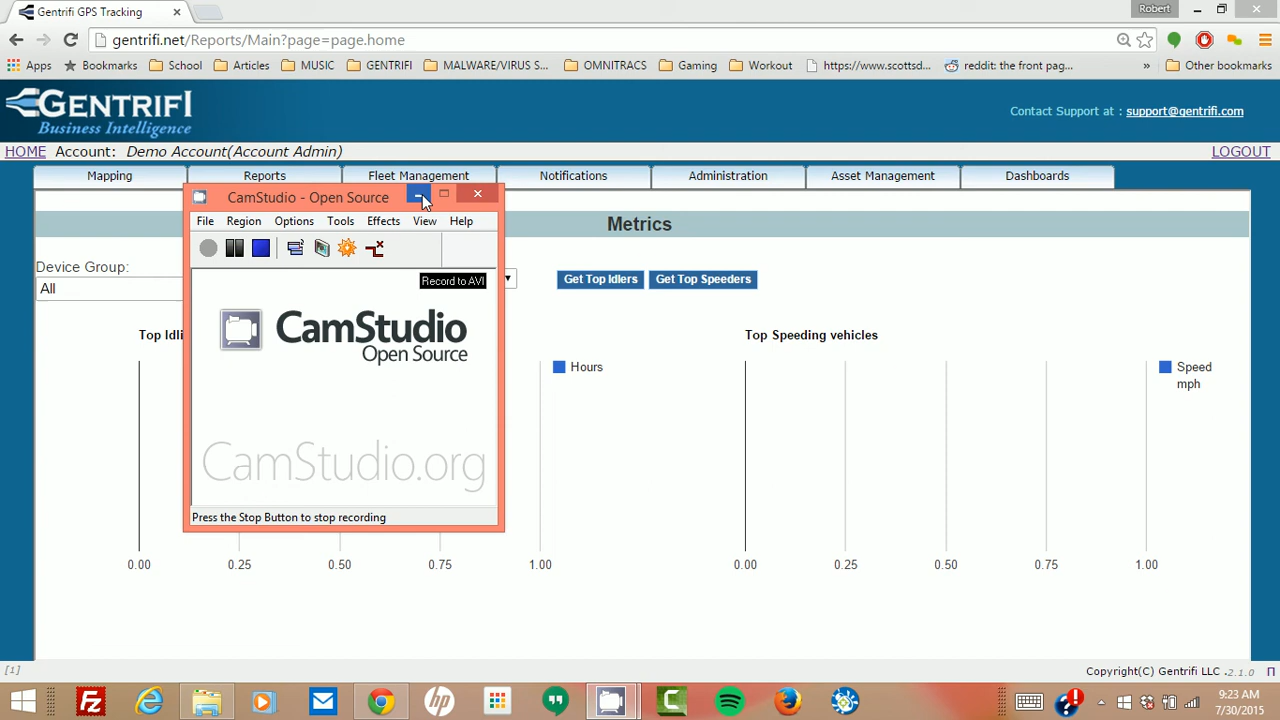 Gentrifi GPS Tracking
Robert
gentrifi.net/Reports/Main?page=page.home
Apps Bookmarks School Articles MUSIC GENTRIFI MALWARE/VIRUS S... OMNITRACS Gaming Workout https://www.scottsd... reddit: the front pag... » Other bookmarks
GENTRIFI
Business Intelligence
Contact Support at : support@gentrifi.com
HOME Account: Demo Account(Account Admin) LOGOUT
Mapping Reports Fleet Management Notifications Administration Asset Management Dashboards
CamStudio - Open Source
File Region Options Tools Effects View Help
Record to AVI
CamStudio
Open Source
CamStudio.org
Press the Stop Button to stop recording
Metrics
Device Group:
All
Get Top Idlers Get Top Speeders
Top Idli
Hours
0.00 0.25 0.50 0.75 1.00
Top Speeding vehicles
Speed
mph
0.00 0.25 0.50 0.75 1.00
[1]
Copyright(C) Gentrifi LLC -2.1.0
Fz
hp
C
9:23 AM
7/30/2015